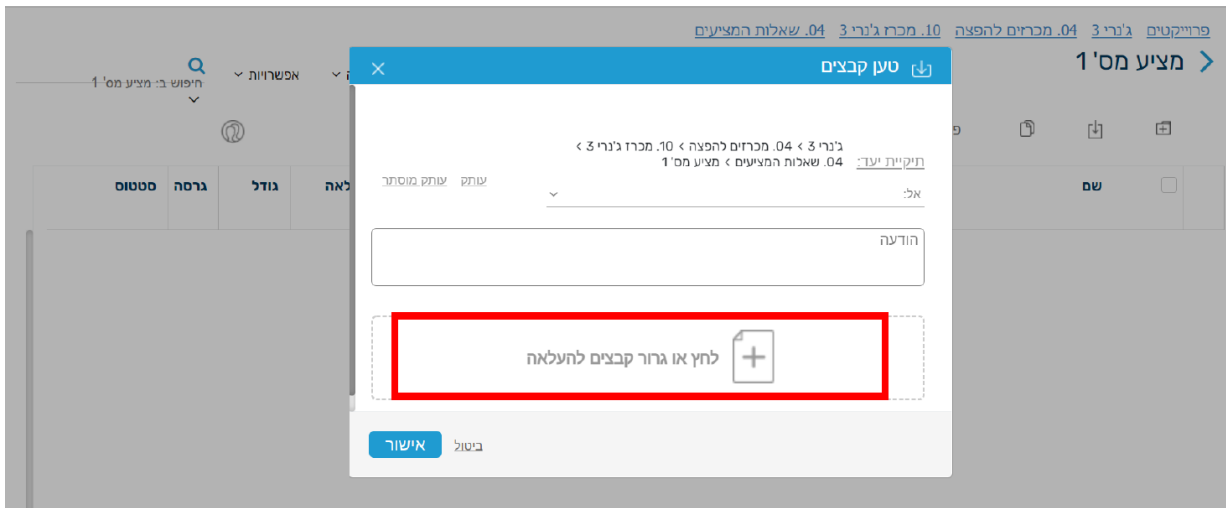 פרוייקטים ג'נרי 3 04. מכרזים להפצה 10. מכרז ג'נרי 3 04. שאלות המציעים
מציע מס' 1
אפשרויות
חיפוש ב: מציע מס' 1
שם
גודל גרסה סטטוס
טען קבצים
ג'נרי 3 > 04. מכרזים להפצה > 10. מכרז ג'נרי 3 >
תיקיית יעד: 04. שאלות המציעים > מציע מס' 1
אל:
עותק עותק מוסתר
הודעה
לחץ או גרור קבצים להעלאה
ביטול אישור